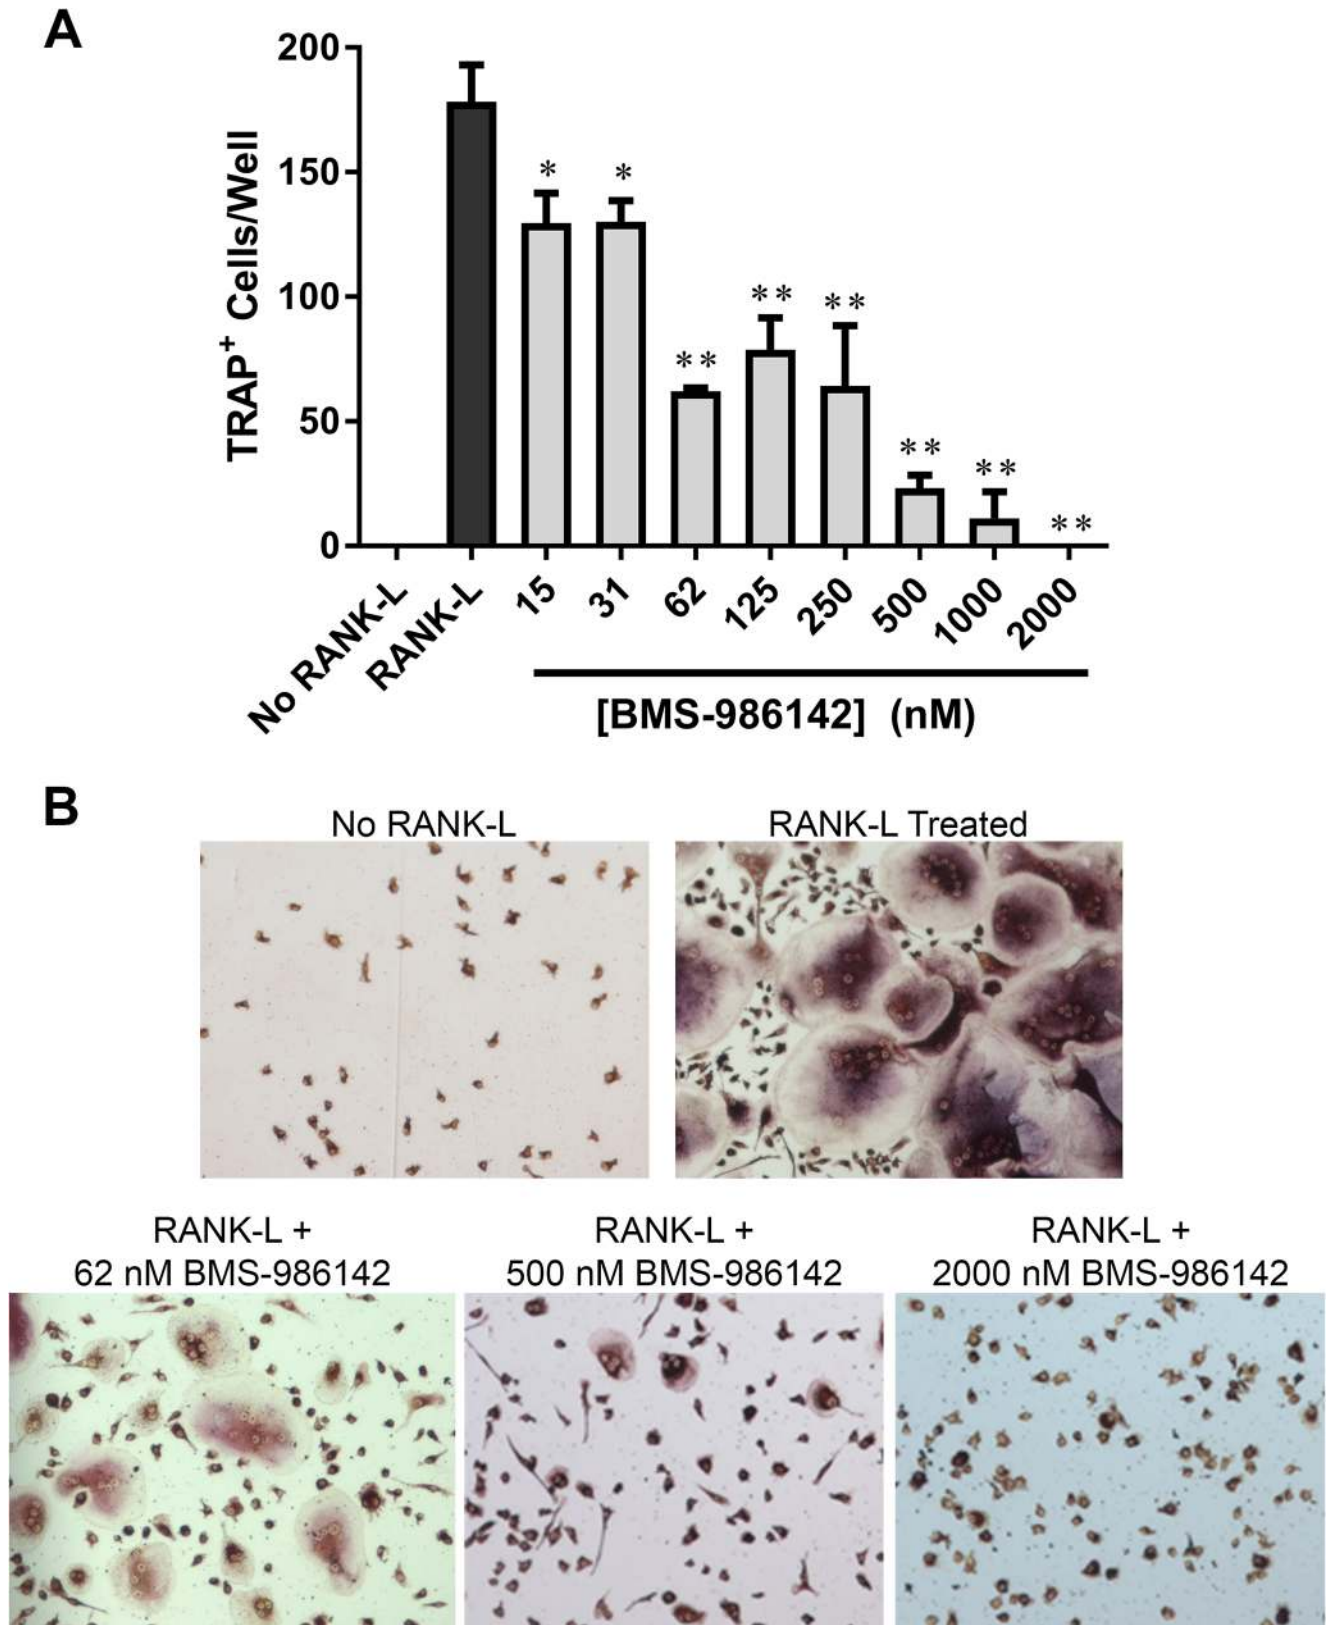 A
TRAP+ Cells/Well
200
150
100
50
0
*
*
**
**
**
**
**
**
No RANK-L
RANK-L
15
31
62
125
250
500
1000
2000
[BMS-986142] (nM)
B
No RANK-L
RANK-L Treated
RANK-L +
62 nM BMS-986142
RANK-L +
500 nM BMS-986142
RANK-L +
2000 nM BMS-986142